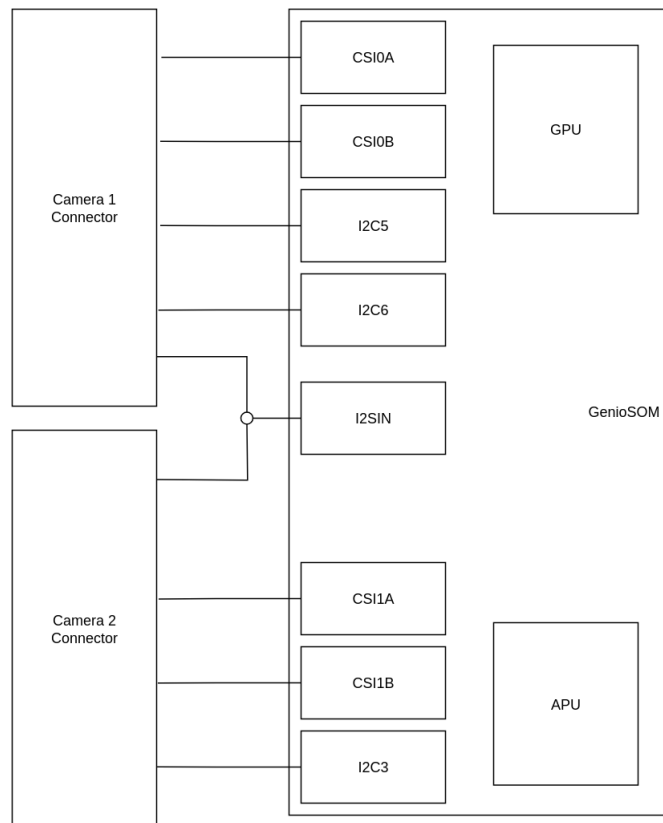 CSI0A
GPU
CSI0B
Camera 1
Connector
I2C5
I2C6
I2SIN
GenioSOM
CSI1A
Camera 2
Connector
CSI1B
APU
I2C3